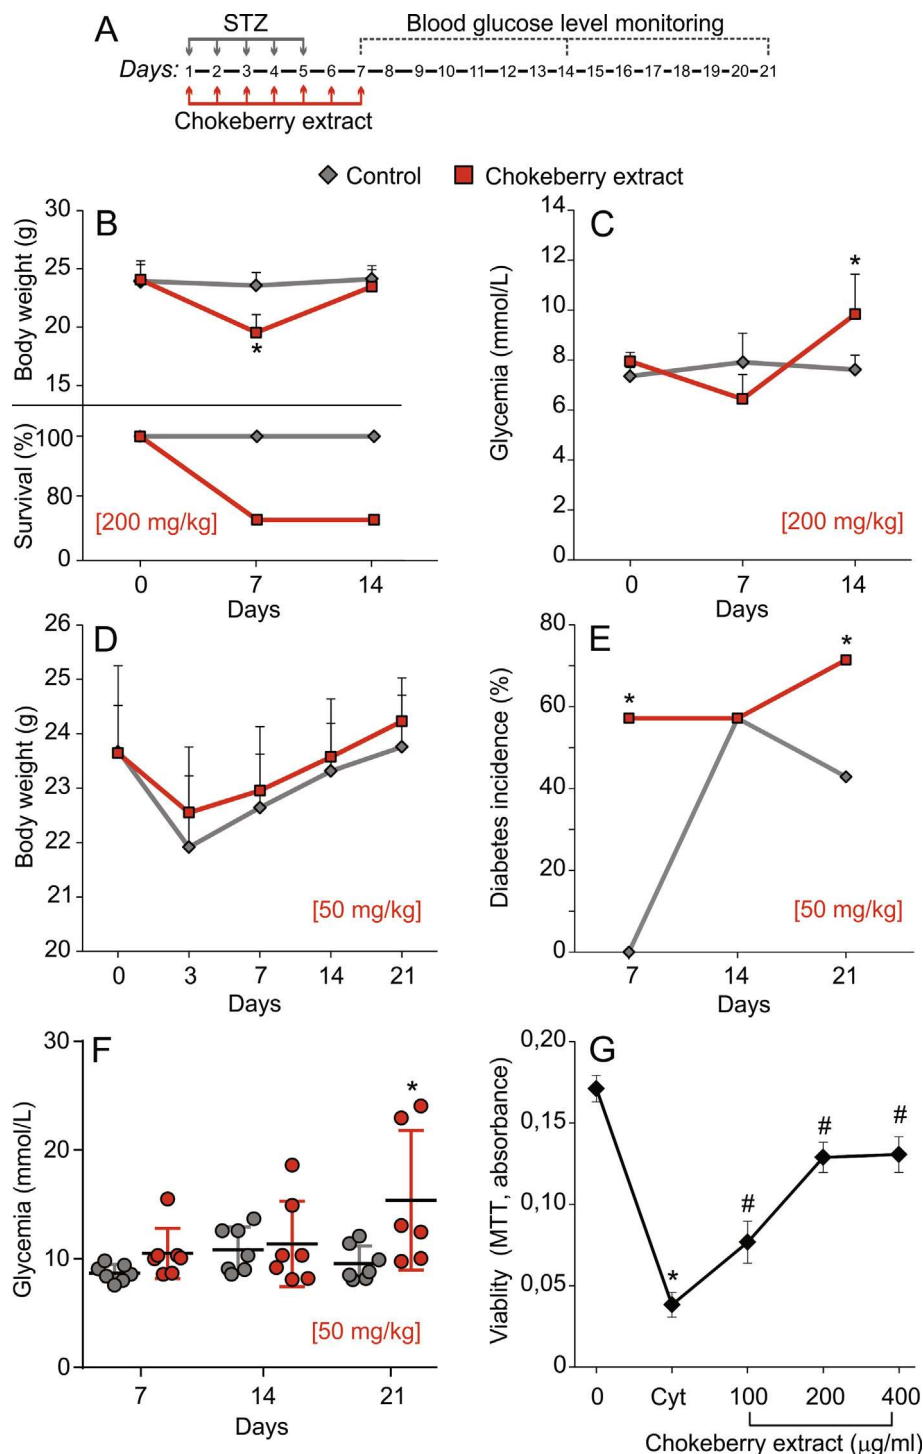 A
STZ
Blood glucose level monitoring
Days: 1 2 3 4 5 6 7 8 9 10 11 12 13 14 15 16 17 18 19 20 21
Chokeberry extract
Control Chokeberry extract
B
Body weight (g)
30
25
20
15
Survival (%)
100
80
0
[200 mg/kg]
*
0 7 14
Days
C
Glycemia (mmol/L)
14
12
10
8
6
4
2
0
*
[200 mg/kg]
0 7 14
Days
D
Body weight (g)
26
25
24
23
22
21
20
[50 mg/kg]
0 3 7 14 21
Days
E
Diabetes incidence (%)
80
60
40
20
0
* *
[50 mg/kg]
7 14 21
Days
F
Glycemia (mmol/L)
30
20
10
0
*
[50 mg/kg]
7 14 21
Days
G
Viablity (MTT, absorbance)
0,20
0,15
0,10
0,05
0
* # # #
0 Cyt 100 200 400
Chokeberry extract (µg/ml)